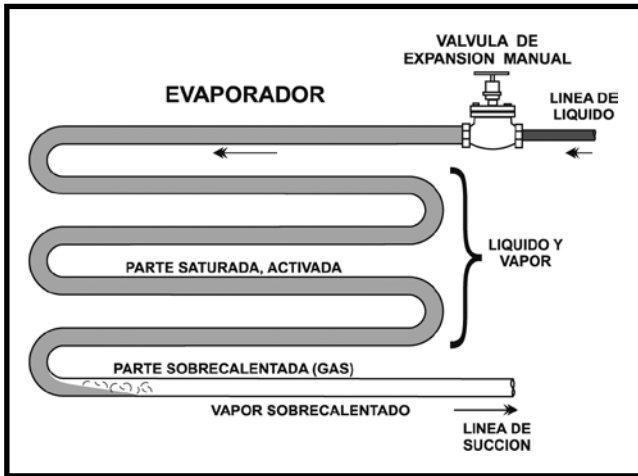 VALVULA DE
EXPANSION MANUAL
EVAPORADOR
LINEA DE
LIQUIDO
LIQUIDO Y
VAPOR
PARTE SATURADA, ACTIVADA
PARTE SOBRECALENTADA (GAS)
VAPOR SOBRECALENTADO
LINEA DE
SUCCION